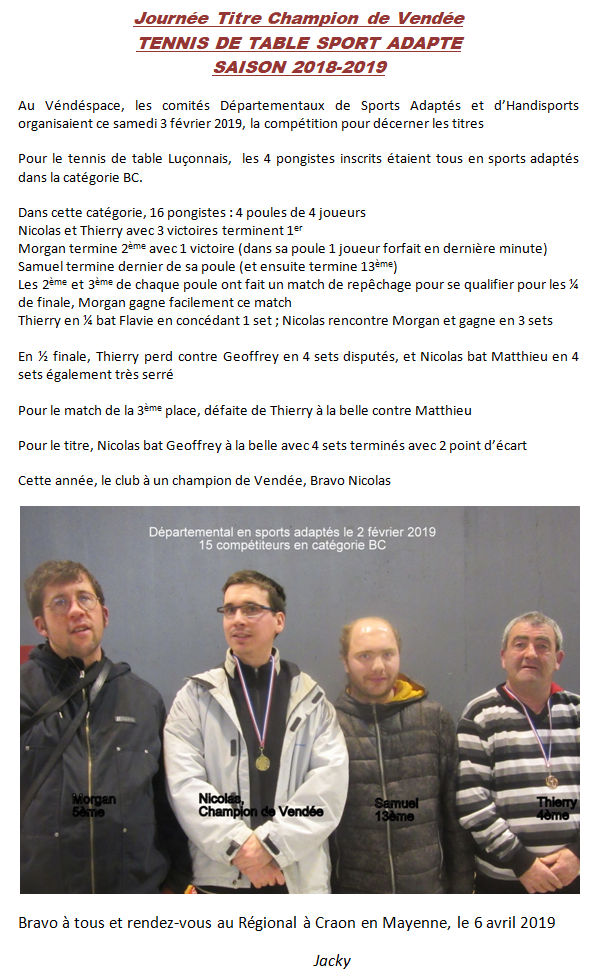 Journée Titre Champion de Vendée
TENNIS DE TABLE SPORT ADAPTE
SAISON 2018-2019
Au Véndéspace, les comités Départementaux de Sports Adaptés et d'Handisports
organisaient ce samedi 3 février 2019, la compétition pour décerner les titres
Pour le tennis de table Luçonnais, les 4 pongistes inscrits étaient tous en sports adaptés
dans la catégorie BC.
Dans cette catégorie, 16 pongistes : 4 poules de 4 joueurs
Nicolas et Thierry avec 3 victoires terminent 1er
Morgan termine 2ème avec 1 victoire (dans sa poule 1 joueur forfait en dernière minute)
Samuel termine dernier de sa poule (et ensuite termine 13ème)
Les 2ème et 3ème de chaque poule ont fait un match de repêchage pour se qualifier pour les ¼
de finale, Morgan gagne facilement ce match
Thierry en ¼ bat Flavie en concédant 1 set ; Nicolas rencontre Morgan et gagne en 3 sets
En ½ finale, Thierry perd contre Geoffrey en 4 sets disputés, et Nicolas bat Matthieu en 4
sets également très serré
Pour le match de la 3ème place, défaite de Thierry à la belle contre Matthieu
Pour le titre, Nicolas bat Geoffrey à la belle avec 4 sets terminés avec 2 point d'écart
Cette année, le club à un champion de Vendée, Bravo Nicolas
Départemental en sports adaptés le 2 février 2019
15 compétiteurs en catégorie BC
Morgan
5ème
Nicolas,
Champion de Vendée
Samuel
13ème
Thierry
4ème
Bravo à tous et rendez-vous au Régional à Craon en Mayenne, le 6 avril 2019
Jacky